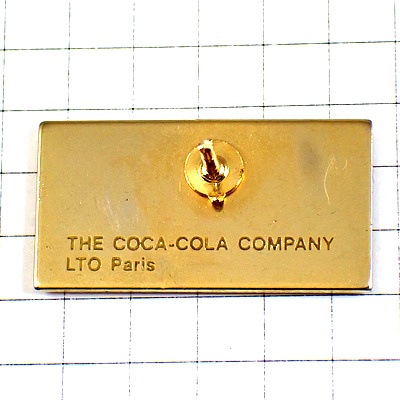 THE COCA-COLA COMPANY
LTO Paris